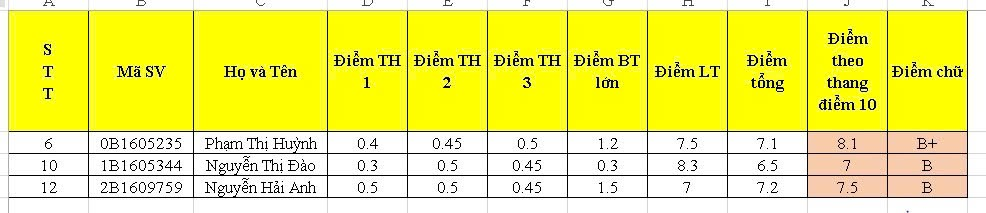 A B C D E F G H I J K
S T T Mã SV Họ và Tên Điểm TH 1 Điểm TH 2 Điểm TH 3 Điểm BT lớn Điểm LT Điểm tổng Điểm theo thang điểm 10 Điểm chữ
6 0B1605235 Phạm Thị Huỳnh 0.4 0.45 0.5 1.2 7.5 7.1 8.1 B+
10 1B1605344 Nguyễn Thị Đào 0.3 0.5 0.45 0.3 8.3 6.5 7 B
12 2B1609759 Nguyễn Hải Anh 0.5 0.5 0.45 1.5 7 7.2 7.5 B